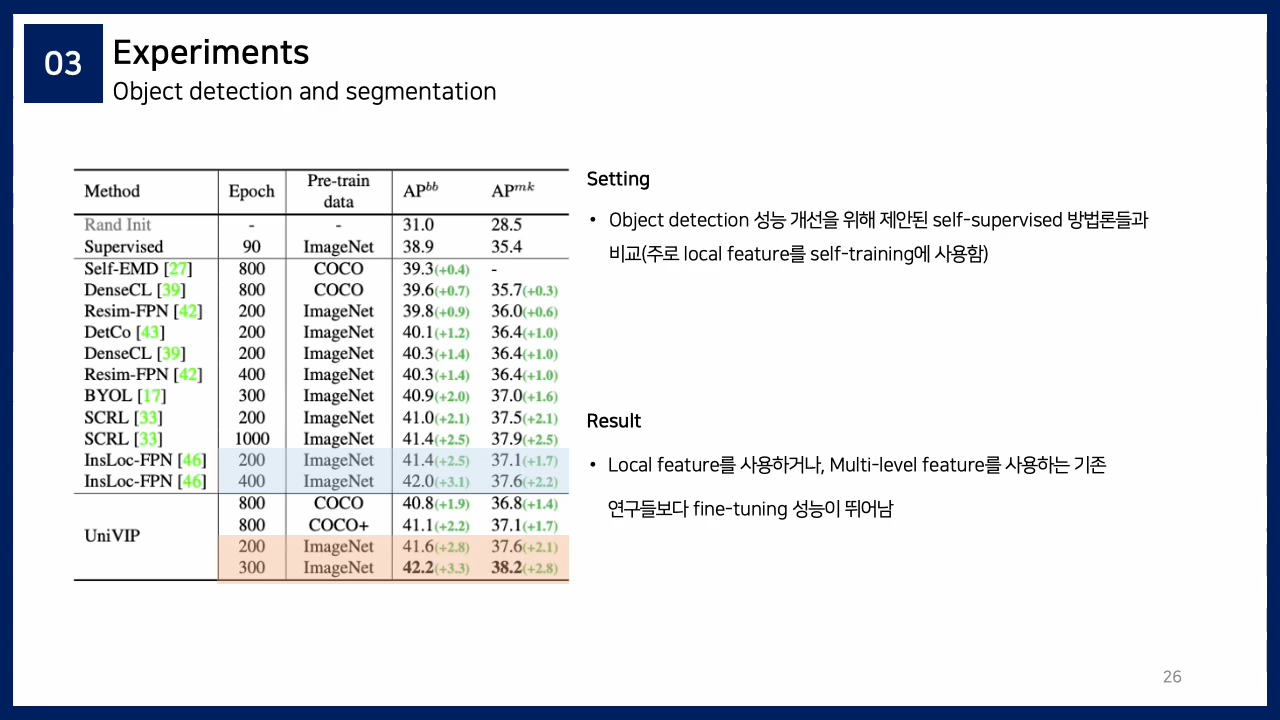 03
Experiments
Object detection and segmentation
Method Epoch Pre-train data AP^bb AP^mk
Rand Init - - 31.0 28.5
Supervised 90 ImageNet 38.9 35.4
Self-EMD [27] 800 COCO 39.3(+0.4) -
DenseCL [39] 800 COCO 39.6(+0.7) 35.7(+0.3)
Resim-FPN [42] 200 ImageNet 39.8(+0.9) 36.0(+0.6)
DetCo [43] 200 ImageNet 40.1(+1.2) 36.4(+1.0)
DenseCL [39] 200 ImageNet 40.3(+1.4) 36.4(+1.0)
Resim-FPN [42] 400 ImageNet 40.3(+1.4) 36.4(+1.0)
BYOL [17] 300 ImageNet 40.9(+2.0) 37.0(+1.6)
SCRL [33] 200 ImageNet 41.0(+2.1) 37.5(+2.1)
SCRL [33] 1000 ImageNet 41.4(+2.5) 37.9(+2.5)
InsLoc-FPN [46] 200 ImageNet 41.4(+2.5) 37.1(+1.7)
InsLoc-FPN [46] 400 ImageNet 42.0(+3.1) 37.6(+2.2)
UniVIP
800 COCO 40.8(+1.9) 36.8(+1.4)
800 COCO+ 41.1(+2.2) 37.1(+1.7)
200 ImageNet 41.6(+2.8) 37.6(+2.1)
300 ImageNet 42.2(+3.3) 38.2(+2.8)
Setting
• Object detection 성능 개선을 위해 제안된 self-supervised 방법론들과
비교(주로 local feature를 self-training에 사용함)
Result
• Local feature를 사용하거나, Multi-level feature를 사용하는 기존
연구들보다 fine-tuning 성능이 뛰어남
26